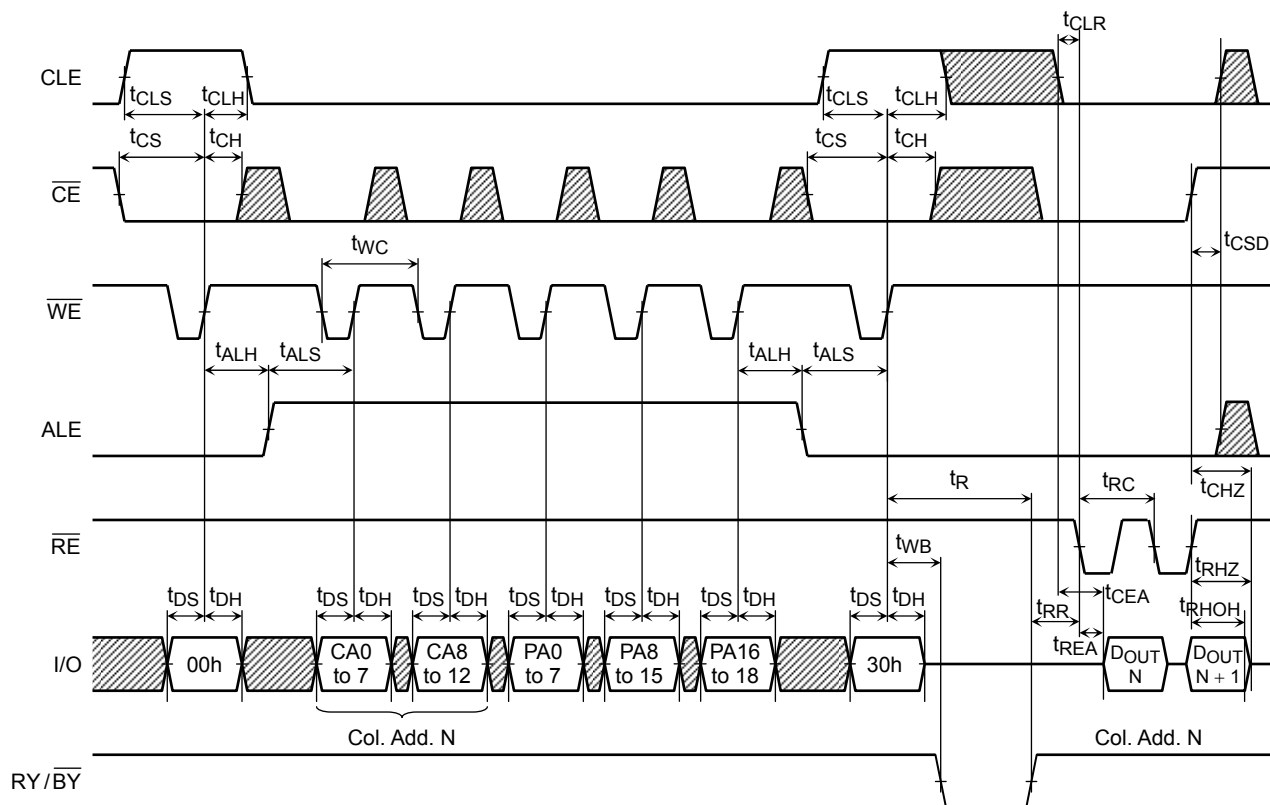 tCLR
CLE
tCLS tCLH tCLS tCLH
tCS tCH tCS tCH
CE
tWC tCSD
WE
tALH tALS tALH tALS
ALE
tR tRC tCHZ
RE
tWB tRHZ
tDS tDH tDS tDH tDS tDH tDS tDH tDS tDH tDS tDH tDS tDH tCEA
tRR tRHOH
tREA
I/O 00h CA0 to 7 CA8 to 12 PA0 to 7 PA8 to 15 PA16 to 18 30h DOUT N DOUT N + 1
Col. Add. N Col. Add. N
RY / BY